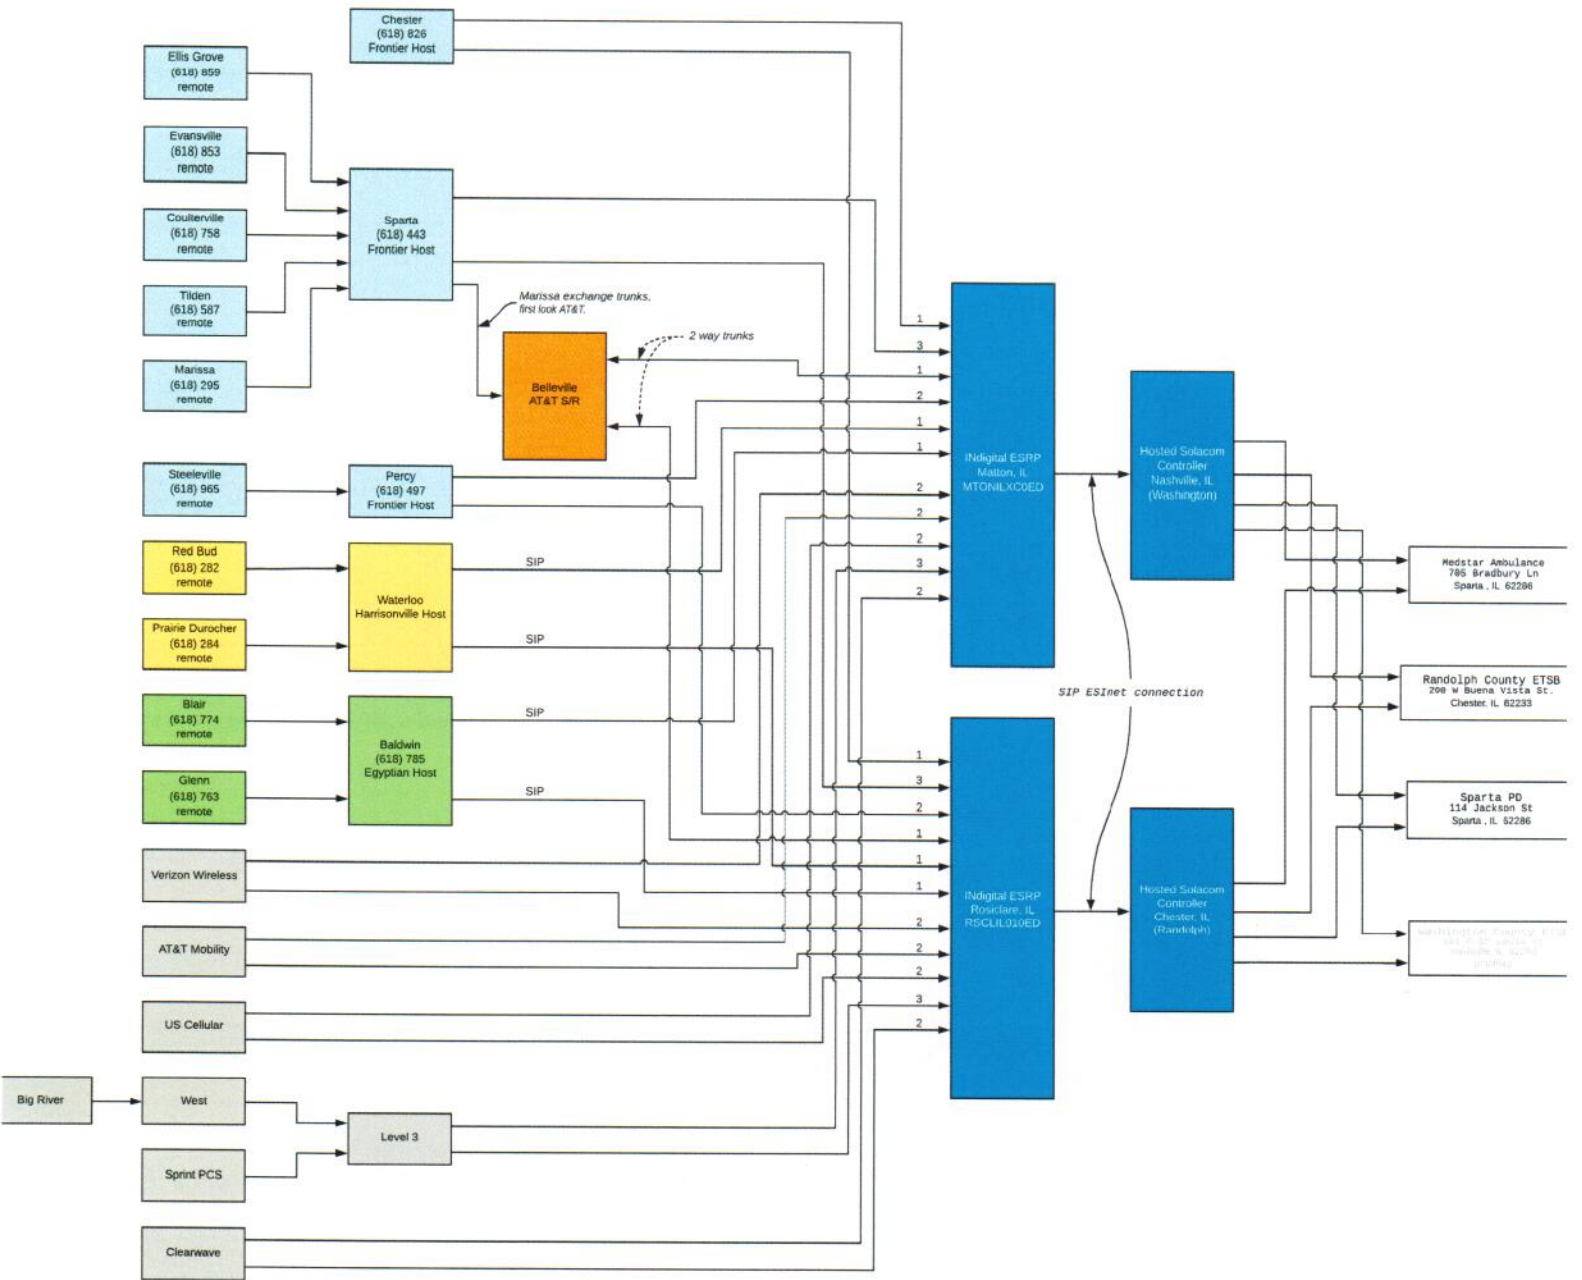 Chester
(618) 826
Frontier Host
Ellis Grove
(618) 859
remote
Evansville
(618) 853
remote
Coulterville
(618) 758
remote
Tilden
(618) 587
remote
Marissa
(618) 295
remote
Sparta
(618) 443
Frontier Host
Marissa exchange trunks,
first look AT&T.
2 way trunks
Belleville
AT&T S/R
Steeleville
(618) 965
remote
Percy
(618) 497
Frontier Host
Red Bud
(618) 282
remote
Prairie Durocher
(618) 284
remote
Waterloo
Harrisonville Host
SIP
SIP
Blair
(618) 774
remote
Glenn
(618) 763
remote
Baldwin
(618) 785
Egyptian Host
SIP
SIP
Verizon Wireless
AT&T Mobility
US Cellular
Big River
West
Sprint PCS
Level 3
Clearwave
1
3
1
2
1
1
2
2
2
3
2
INdigital ESRP
Matton, IL
MTONILXC0ED
1
3
2
1
1
1
2
2
2
3
2
INdigital ESRP
Rosiclare, IL
RSCLIL010ED
SIP ESInet connection
Hosted Solacom
Controller
Nashville, IL
(Washington)
Hosted Solacom
Controller
Chester, IL
(Randolph)
Medstar Ambulance
705 Bradbury Ln
Sparta, IL 62286
Randolph County ETSB
200 W Buena Vista St.
Chester, IL 62233
Sparta PD
114 Jackson St
Sparta, IL 62286
Washington County